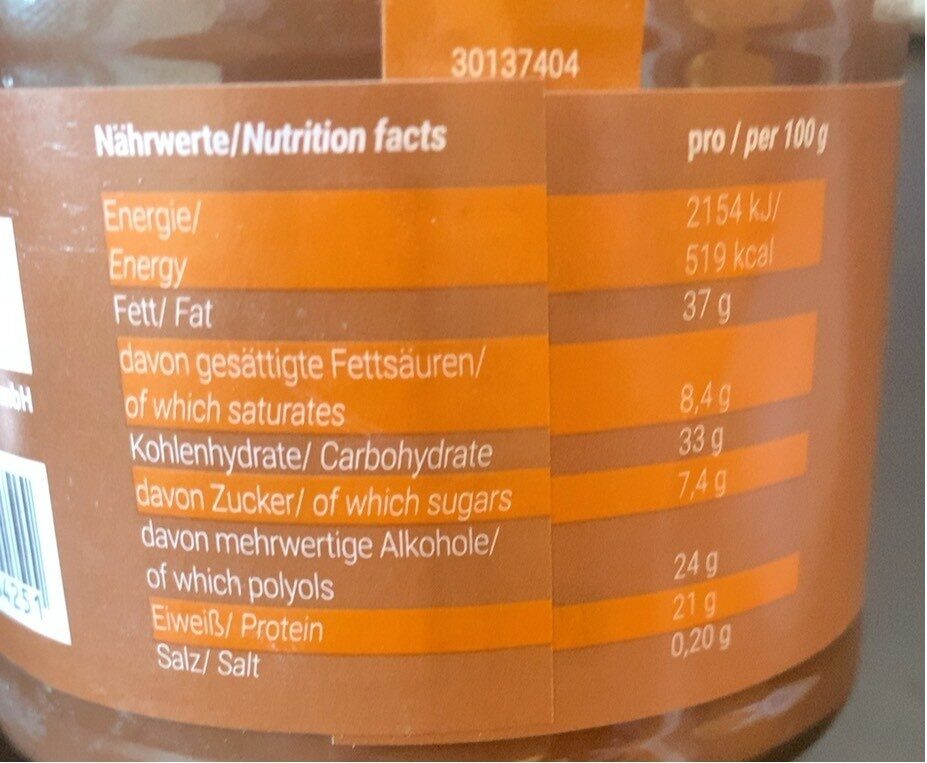 30137404
Nährwerte/Nutrition facts pro / per 100 g
Energie/ 2154 kJ/
Energy 519 kcal
Fett/ Fat 37 g
davon gesättigte Fettsäuren/
of which saturates 8,4 g
Kohlenhydrate/ Carbohydrate 33 g
davon Zucker/ of which sugars 7,4 g
davon mehrwertige Alkohole/
of which polyols 24 g
Eiweiß/ Protein 21 g
Salz/ Salt 0,20 g
4251